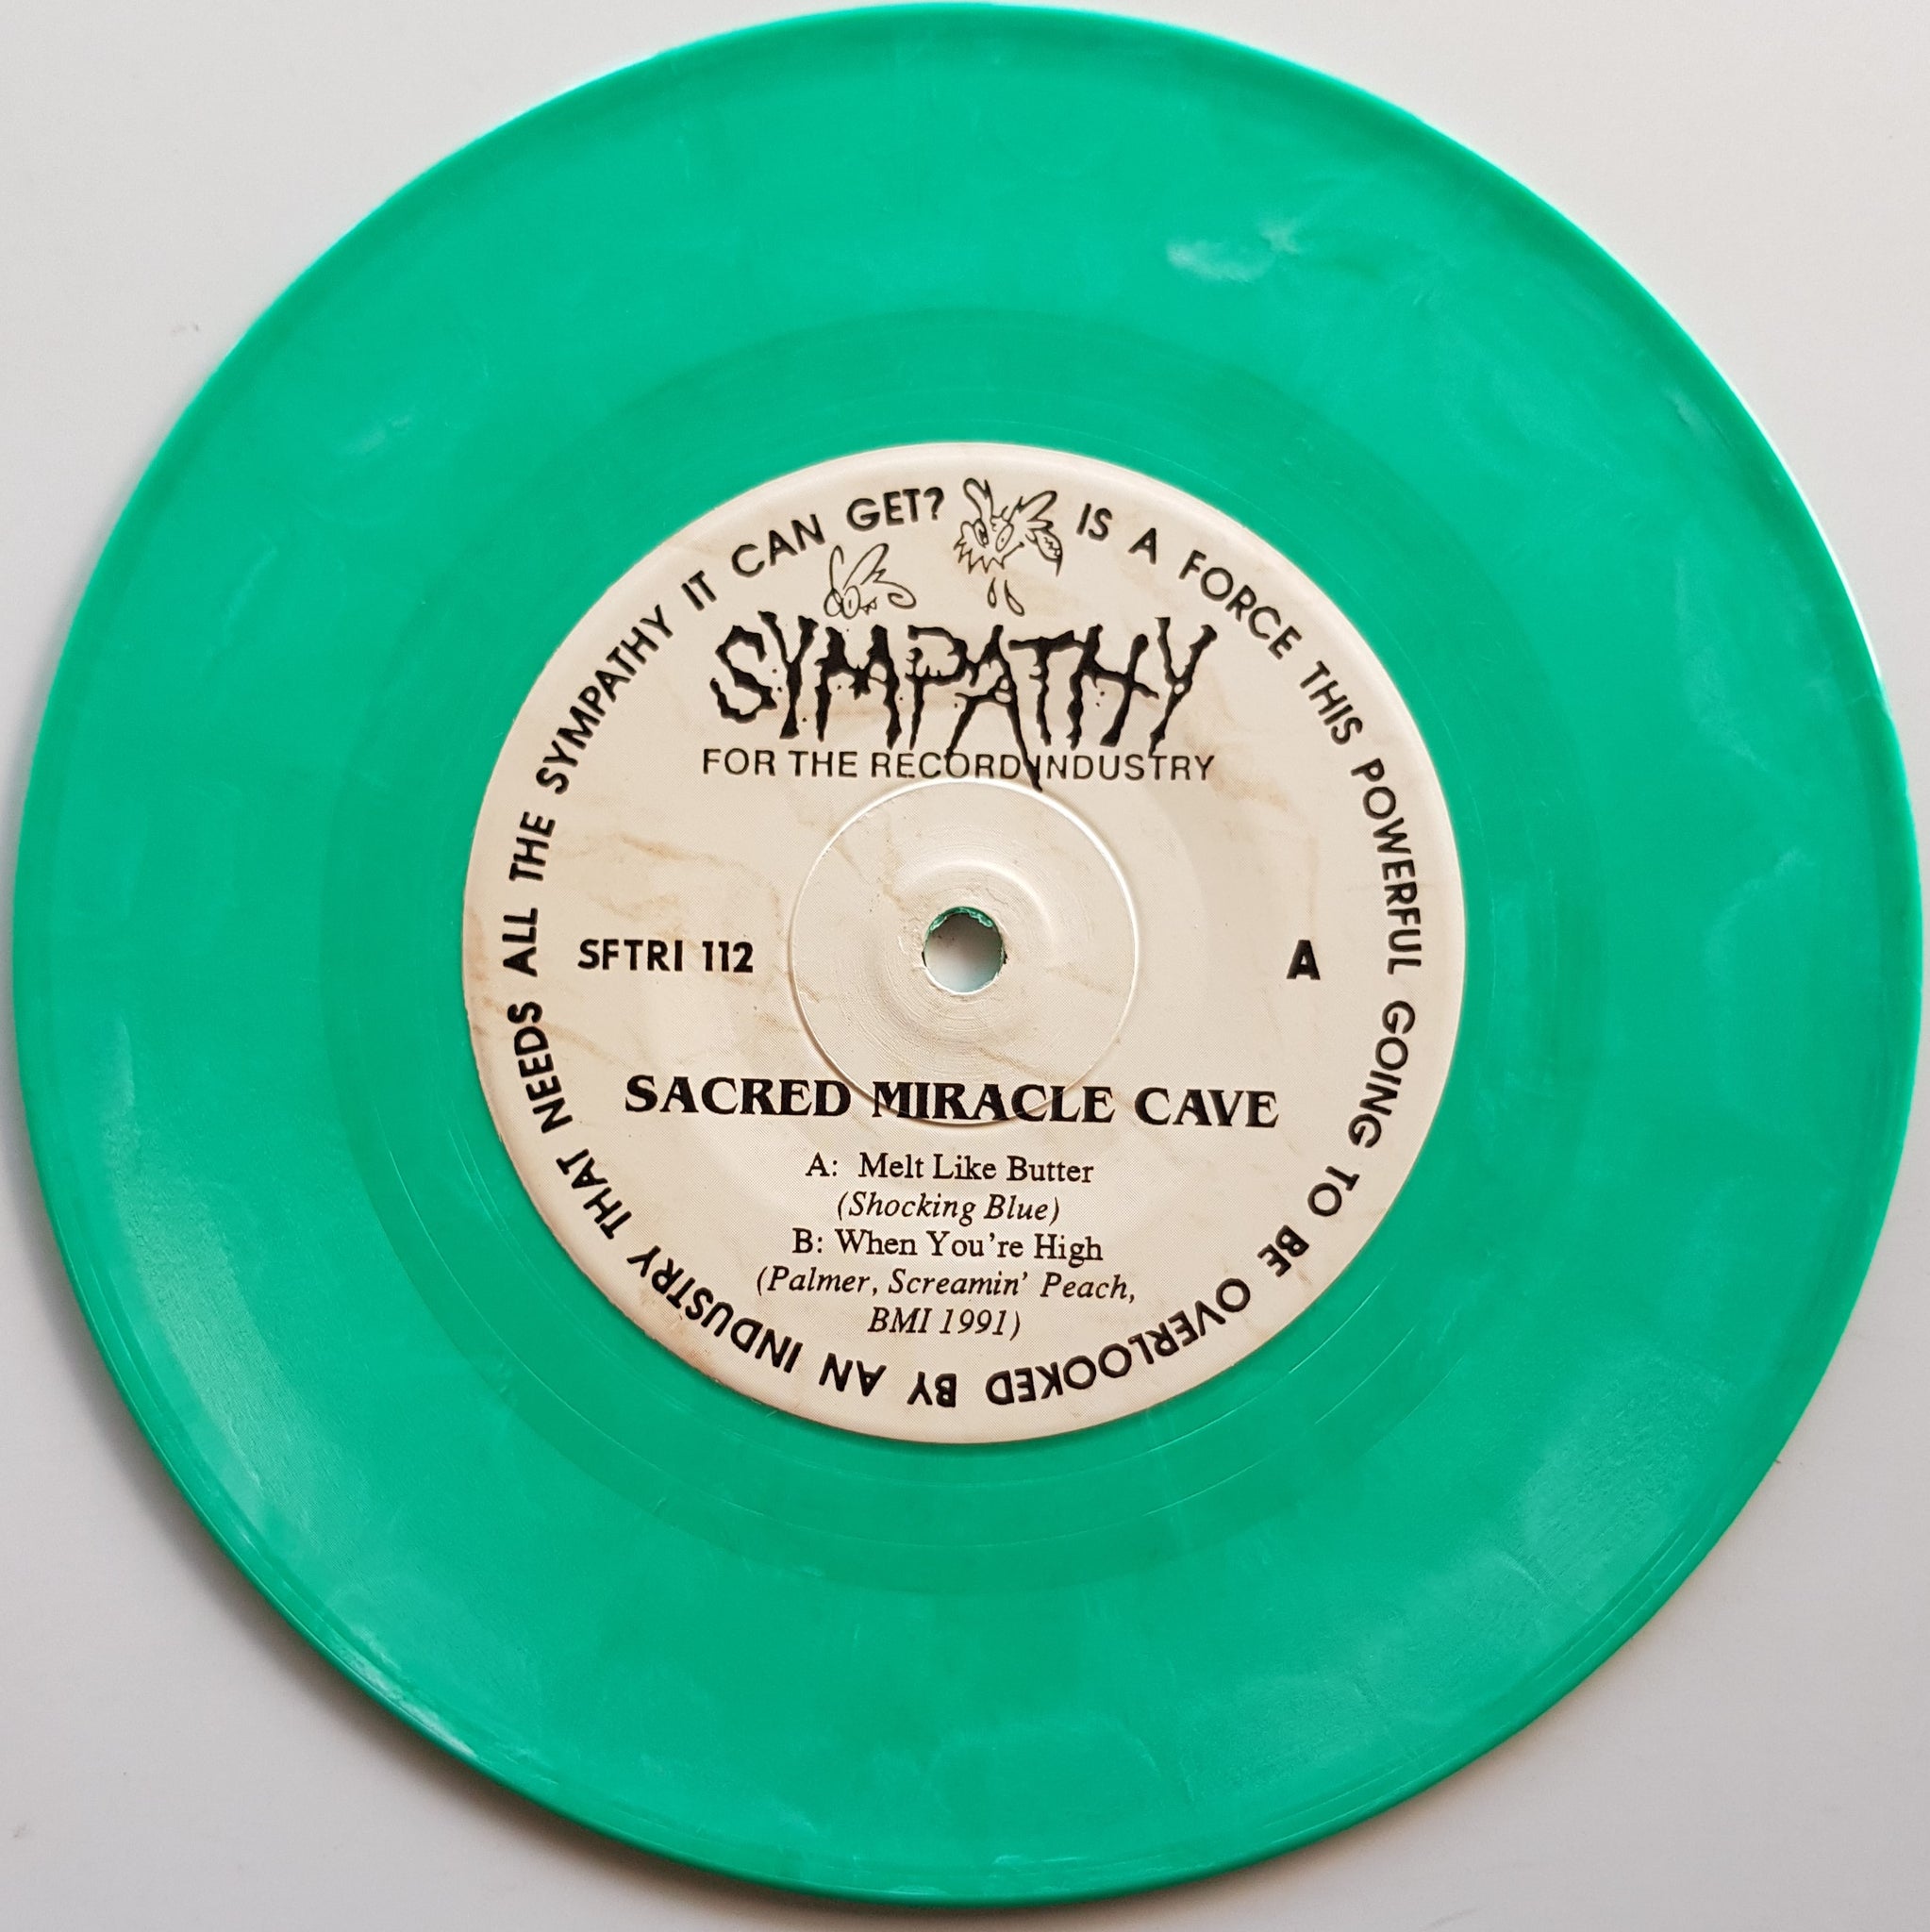 IS A FORCE THIS POWERFUL GOING TO BE OVERLOOKED BY AN INDUSTRY THAT NEEDS ALL THE SYMPATHY IT CAN GET?
SYMPATHY
FOR THE RECORD INDUSTRY
SFTRI 112
A
SACRED MIRACLE CAVE
A: Melt Like Butter
(Shocking Blue)
B: When You're High
(Palmer, Screamin' Peach,
BMI 1991)